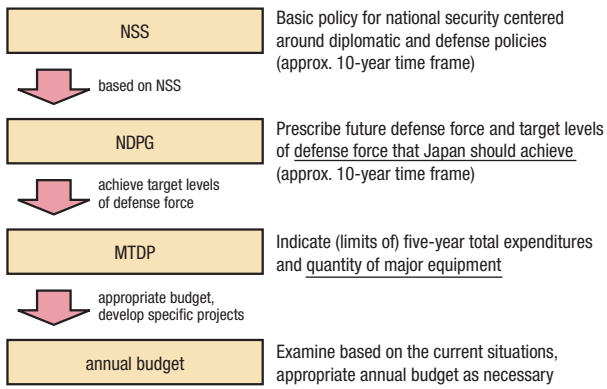 NSS
Basic policy for national security centered
around diplomatic and defense policies
(approx. 10-year time frame)
based on NSS
NDPG
Prescribe future defense force and target levels
of defense force that Japan should achieve
(approx. 10-year time frame)
achieve target levels
of defense force
MTDP
Indicate (limits of) five-year total expenditures
and quantity of major equipment
appropriate budget,
develop specific projects
annual budget
Examine based on the current situations,
appropriate annual budget as necessary